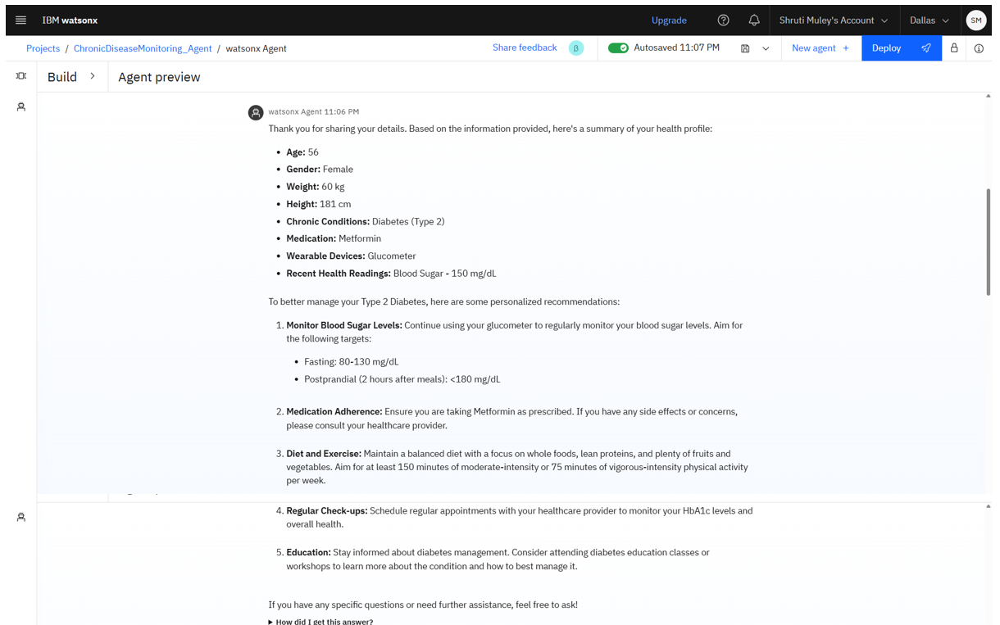 IBM watsonx
Upgrade
Shruti Muley's Account
Dallas
SM
Projects / ChronicDiseaseMonitoring_Agent / watsonx Agent
Share feedback
β
Autosaved 11:07 PM
New agent +
Deploy
Build
Agent preview
watsonx Agent 11:06 PM
Thank you for sharing your details. Based on the information provided, here's a summary of your health profile:
• Age: 56
• Gender: Female
• Weight: 60 kg
• Height: 181 cm
• Chronic Conditions: Diabetes (Type 2)
• Medication: Metformin
• Wearable Devices: Glucometer
• Recent Health Readings: Blood Sugar - 150 mg/dL
To better manage your Type 2 Diabetes, here are some personalized recommendations:
1. Monitor Blood Sugar Levels: Continue using your glucometer to regularly monitor your blood sugar levels. Aim for
the following targets:
• Fasting: 80-130 mg/dL
• Postprandial (2 hours after meals): <180 mg/dL
2. Medication Adherence: Ensure you are taking Metformin as prescribed. If you have any side effects or concerns,
please consult your healthcare provider.
3. Diet and Exercise: Maintain a balanced diet with a focus on whole foods, lean proteins, and plenty of fruits and
vegetables. Aim for at least 150 minutes of moderate-intensity or 75 minutes of vigorous-intensity physical activity
per week.
4. Regular Check-ups: Schedule regular appointments with your healthcare provider to monitor your HbA1c levels and
overall health.
5. Education: Stay informed about diabetes management. Consider attending diabetes education classes or
workshops to learn more about the condition and how to best manage it.
If you have any specific questions or need further assistance, feel free to ask!
How did I get this answer?